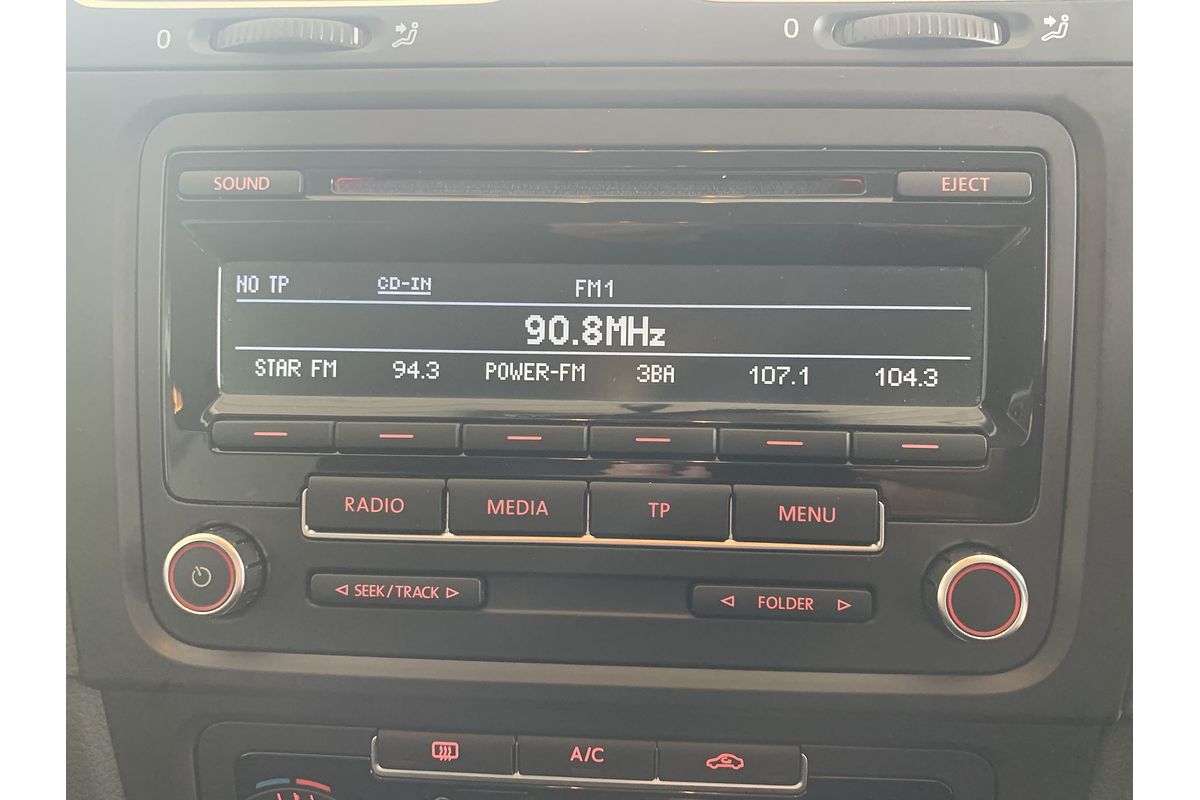 0 0
SOUND EJECT
NO TP CD-IN FM1
90.8MHz
STAR FM 94.3 POWER-FM 3BA 107.1 104.3
RADIO MEDIA TP MENU
SEEK/TRACK FOLDER
A/C